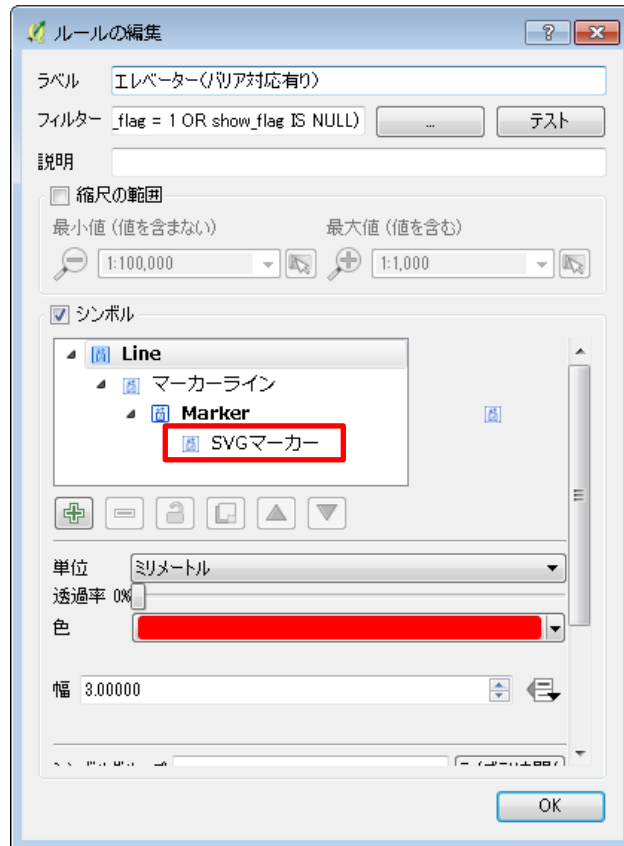 ルールの編集
ラベル エレベーター(バリア対応有り)
フィルター _flag = 1 OR show_flag IS NULL) ... テスト
説明
縮尺の範囲
最小値 (値を含まない) 最大値 (値を含む)
1:100,000 1:1,000
シンボル
Line
マーカーライン
Marker
SVGマーカー
単位 ミリメートル
透過率 0%
色
幅 3.00000
OK